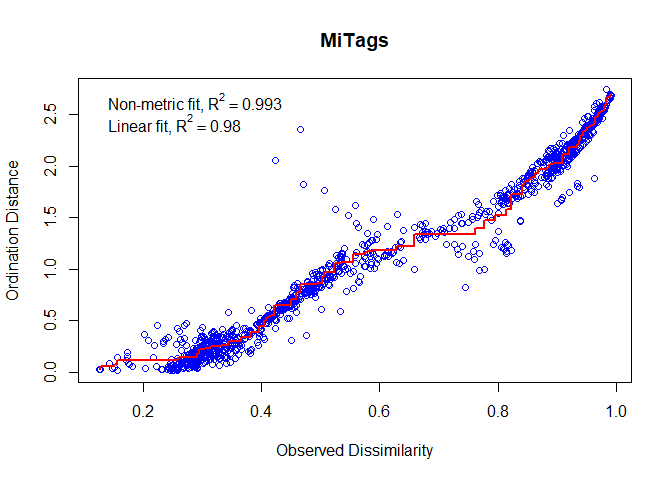 MiTags
Non-metric fit, R² = 0.993
Linear fit, R² = 0.98
Ordination Distance
0.0 0.5 1.0 1.5 2.0 2.5
0.2 0.4 0.6 0.8 1.0
Observed Dissimilarity